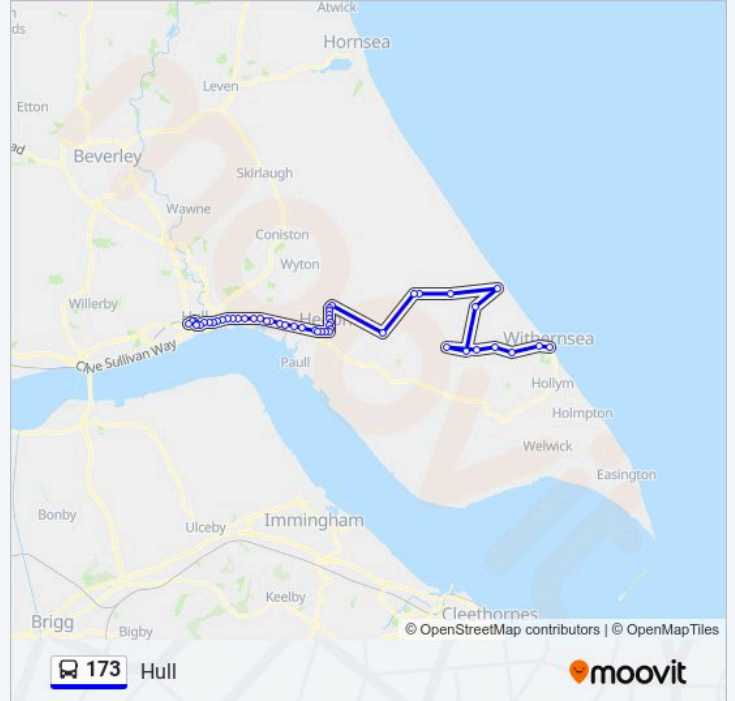 Atwick
Hornsea
Leven
Etton
Beverley
Skirlaugh
Wawne
Coniston
Wyton
Willerby
Hull
Withernsea
Clive Sullivan Way
Paull
Hollym
Holmpton
Welwick
Easington
Immingham
Bonby
Ulceby
Keelby
Cleethorpes
Brigg
Bigby
© OpenStreetMap contributors | © OpenMapTiles
173 Hull
moovit